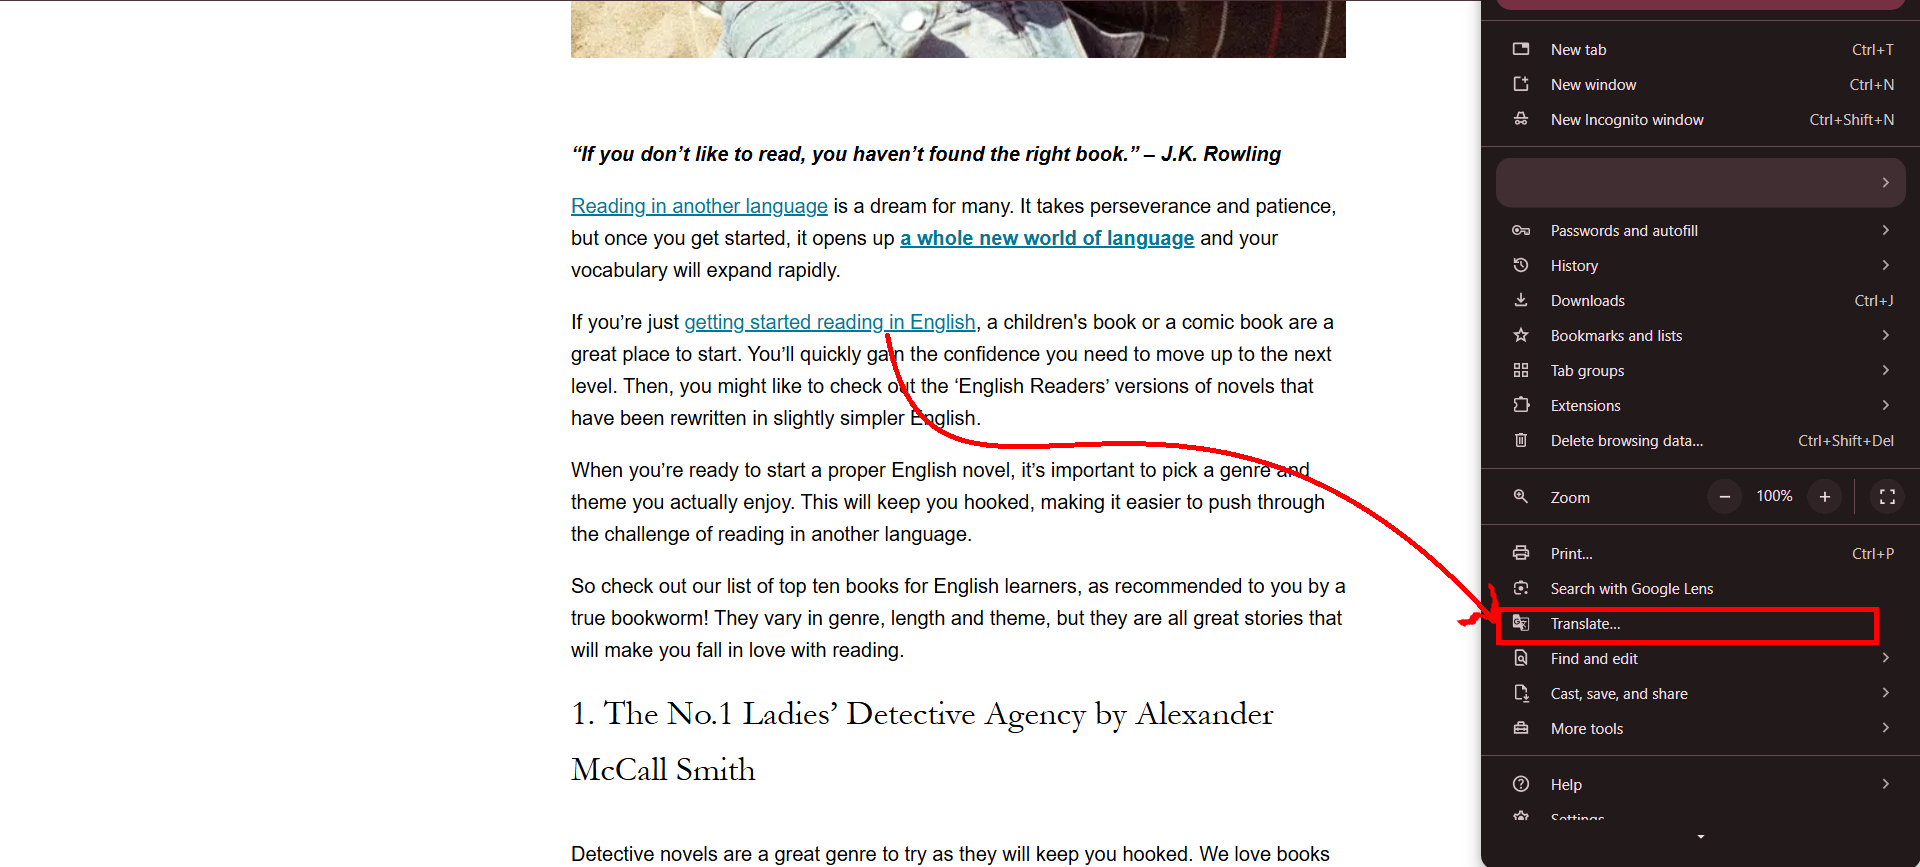 “If you don’t like to read, you haven’t found the right book.” – J.K. Rowling
Reading in another language is a dream for many. It takes perseverance and patience,
but once you get started, it opens up a whole new world of language and your
vocabulary will expand rapidly.
If you’re just getting started reading in English, a children's book or a comic book are a
great place to start. You’ll quickly gain the confidence you need to move up to the next
level. Then, you might like to check out the ‘English Readers’ versions of novels that
have been rewritten in slightly simpler English.
When you’re ready to start a proper English novel, it’s important to pick a genre and
theme you actually enjoy. This will keep you hooked, making it easier to push through
the challenge of reading in another language.
So check out our list of top ten books for English learners, as recommended to you by a
true bookworm! They vary in genre, length and theme, but they are all great stories that
will make you fall in love with reading.
1. The No.1 Ladies’ Detective Agency by Alexander
McCall Smith
Detective novels are a great genre to try as they will keep you hooked. We love books
New tab Ctrl+T
New window Ctrl+N
New Incognito window Ctrl+Shift+N
Passwords and autofill
History
Downloads Ctrl+J
Bookmarks and lists
Tab groups
Extensions
Delete browsing data... Ctrl+Shift+Del
Zoom − 100% +
Print... Ctrl+P
Search with Google Lens
Translate...
Find and edit
Cast, save, and share
More tools
Help
Settings